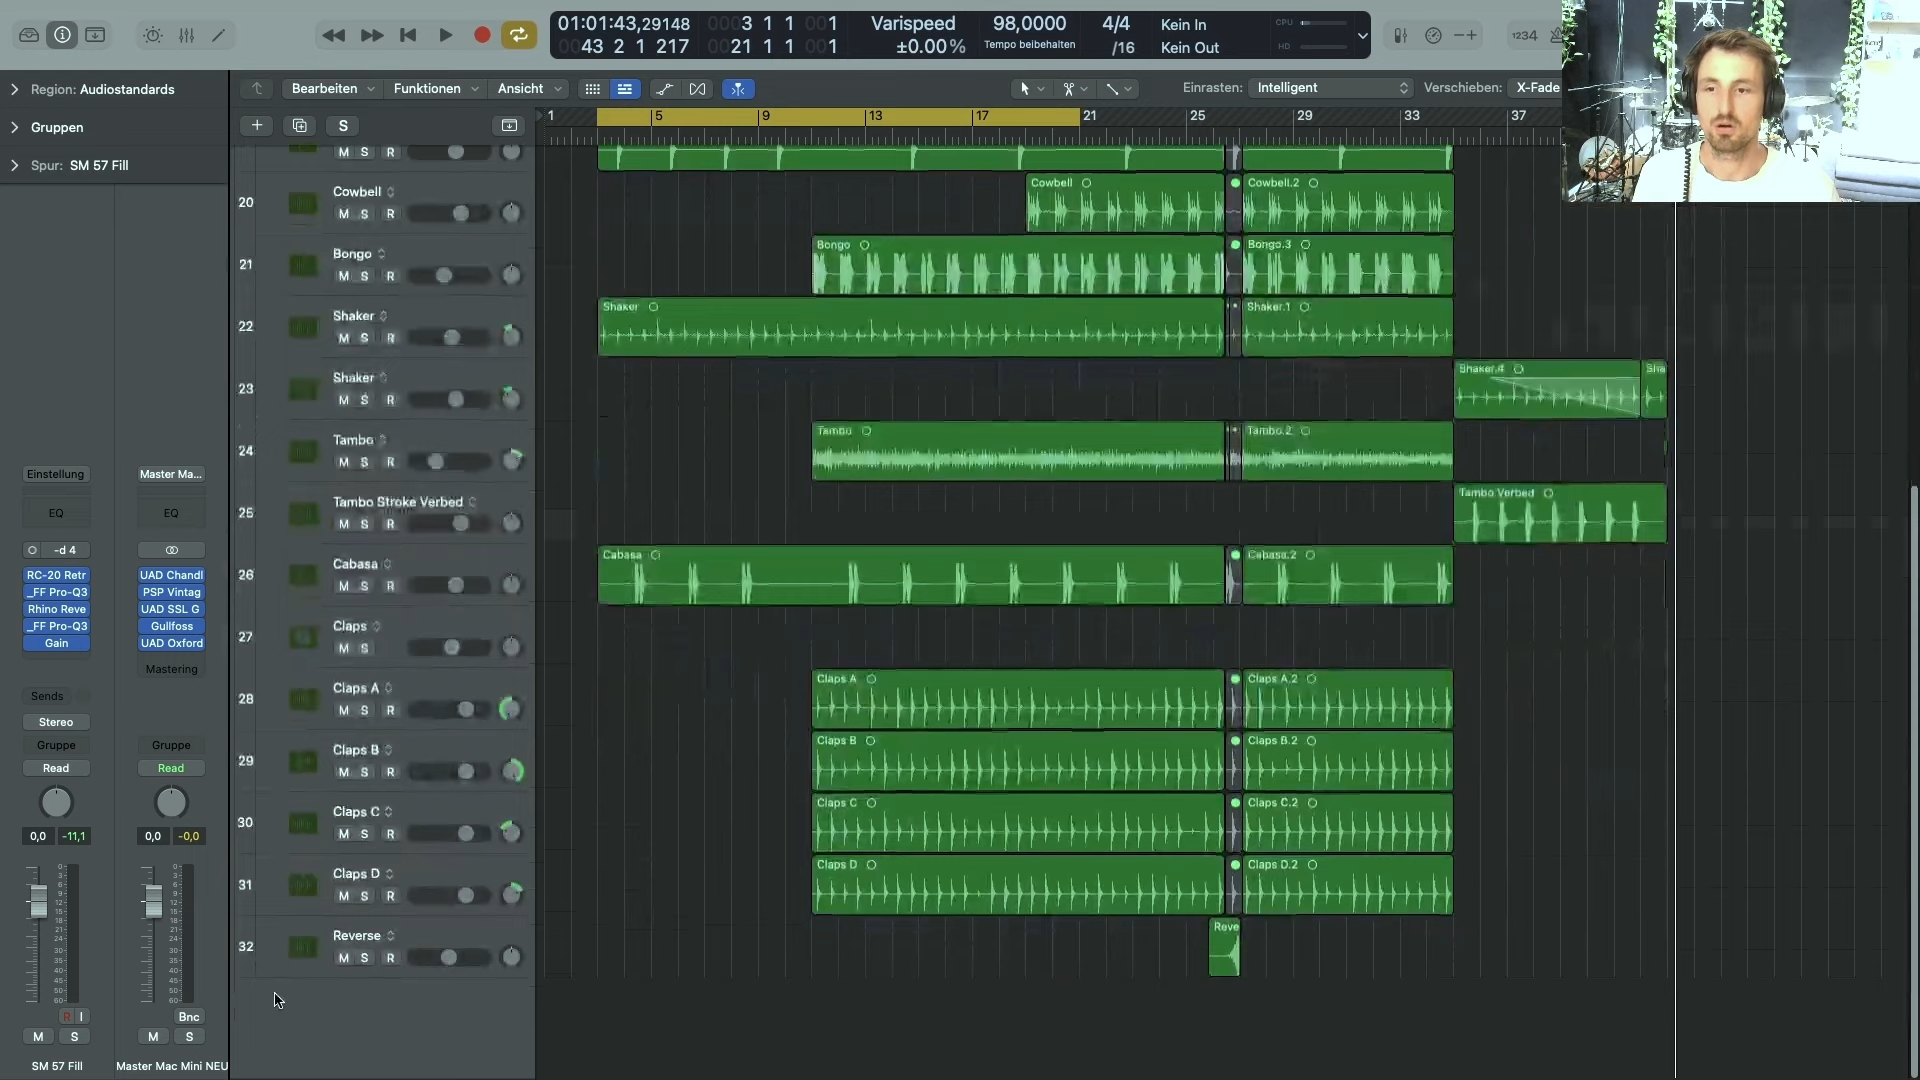 01:01:43,29148
0003 1 1 001
Varispeed
98,0000
4/4
Kein In
CPU
0043 2 1 217
0021 1 1 001
±0.00 %
Tempo beibehalten
/16
Kein Out
HD
1234
Region: Audiostandards
Bearbeiten
Funktionen
Ansicht
Einrasten:
Intelligent
Verschieben:
X-Fade
Gruppen
S
1
5
9
13
17
21
25
29
33
37
Spur: SM 57 Fill
M S R
20
Cowbell
M S R
Cowbell
Cowbell.2
21
Bongo
M S R
Bongo
Bongo.3
22
Shaker
M S R
Shaker
Shaker.1
23
Shaker
M S R
Shaker.4
Sha
24
Tambo
M S R
Tambo
Tambo.2
25
Tambo Stroke Verbed
M S R
Tambo Verbed
26
Cabasa
M S R
Cabasa
Cabasa.2
27
Claps
M S
28
Claps A
M S R
Claps A
Claps A.2
29
Claps B
M S R
Claps B
Claps B.2
30
Claps C
M S R
Claps C
Claps C.2
31
Claps D
M S R
Claps D
Claps D.2
32
Reverse
M S R
Reve
Einstellung
Master Ma...
EQ
EQ
-d 4
RC-20 Retr
UAD Chandl
_FF Pro-Q3
PSP Vintag
Rhino Reve
UAD SSL G
_FF Pro-Q3
Gullfoss
Gain
UAD Oxford
Mastering
Sends
Stereo
Gruppe
Gruppe
Read
Read
0,0
-11,1
0,0
-0,0
R I
Bnc
M S
M S
SM 57 Fill
Master Mac Mini NEU